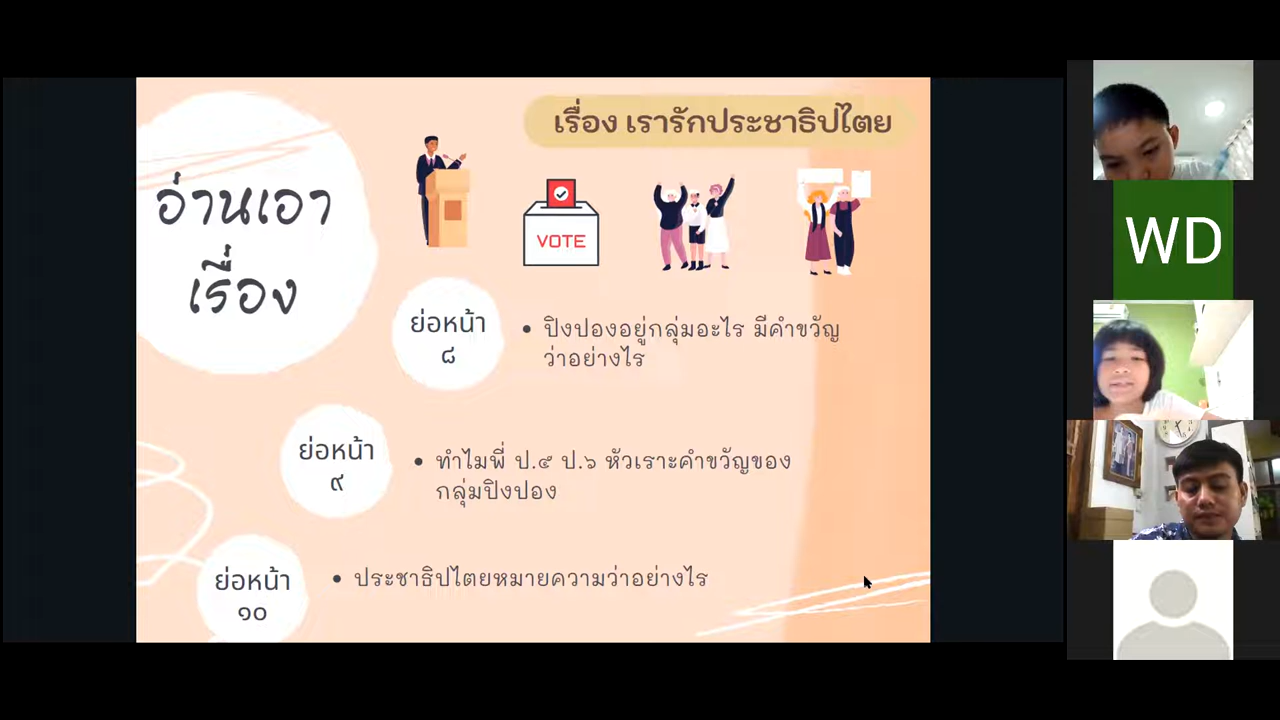 เรื่อง เรารักประชาธิปไตย
อ่านเอา
เรื่อง
VOTE
ย่อหน้า
๘
• ปิงปองอยู่กลุ่มอะไร มีคำขวัญ
ว่าอย่างไร
ย่อหน้า
๙
• ทำไมพี่ ป.๕ ป.๖ หัวเราะคำขวัญของ
กลุ่มปิงปอง
ย่อหน้า
๑๐
• ประชาธิปไตยหมายความว่าอย่างไร
WD